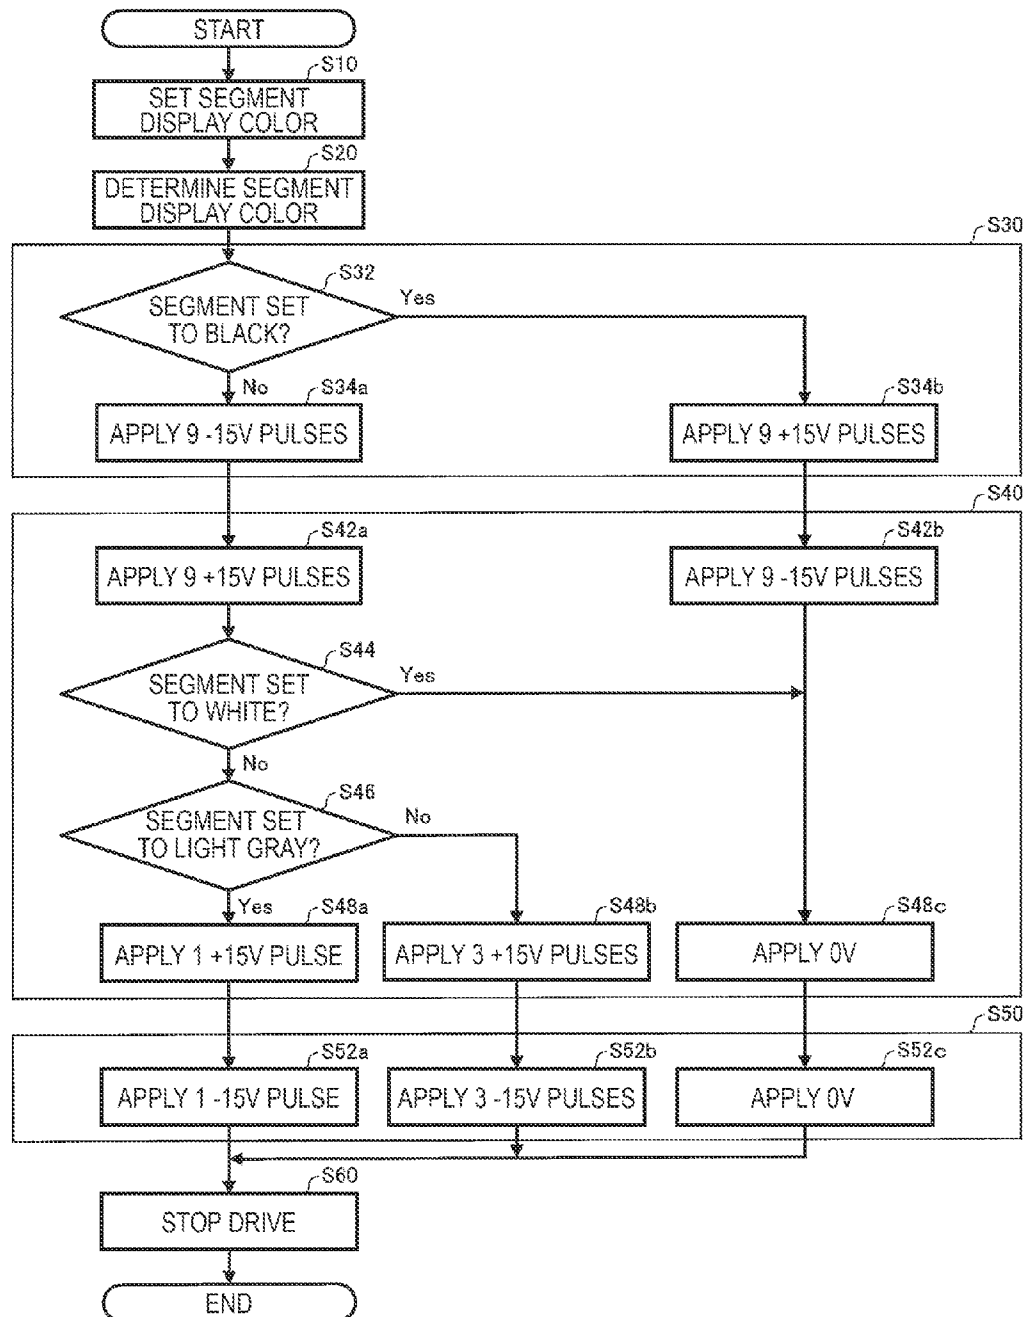 START
S10
SET SEGMENT
DISPLAY COLOR
S20
DETERMINE SEGMENT
DISPLAY COLOR
S30
S32
SEGMENT SET
TO BLACK?
Yes
No
S34a
APPLY 9 -15V PULSES
S34b
APPLY 9 +15V PULSES
S40
S42a
APPLY 9 +15V PULSES
S42b
APPLY 9 -15V PULSES
S44
SEGMENT SET
TO WHITE?
Yes
No
S46
SEGMENT SET
TO LIGHT GRAY?
No
Yes
S48a
APPLY 1 +15V PULSE
S48b
APPLY 3 +15V PULSES
S48c
APPLY 0V
S50
S52a
APPLY 1 -15V PULSE
S52b
APPLY 3 -15V PULSES
S52c
APPLY 0V
S60
STOP DRIVE
END